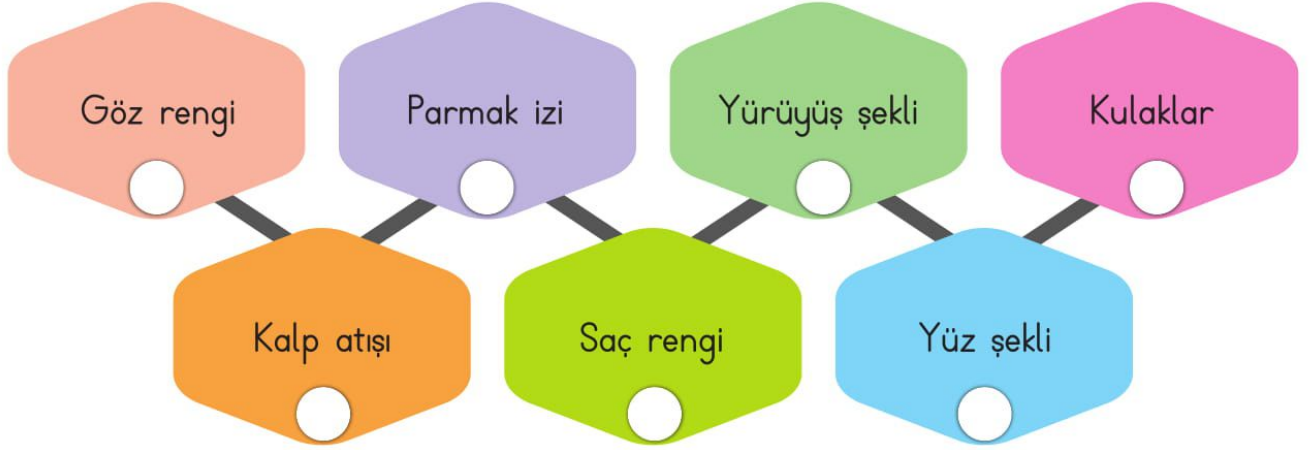 Göz rengi
Parmak izi
Yürüyüş şekli
Kulaklar
Kalp atışı
Saç rengi
Yüz şekli